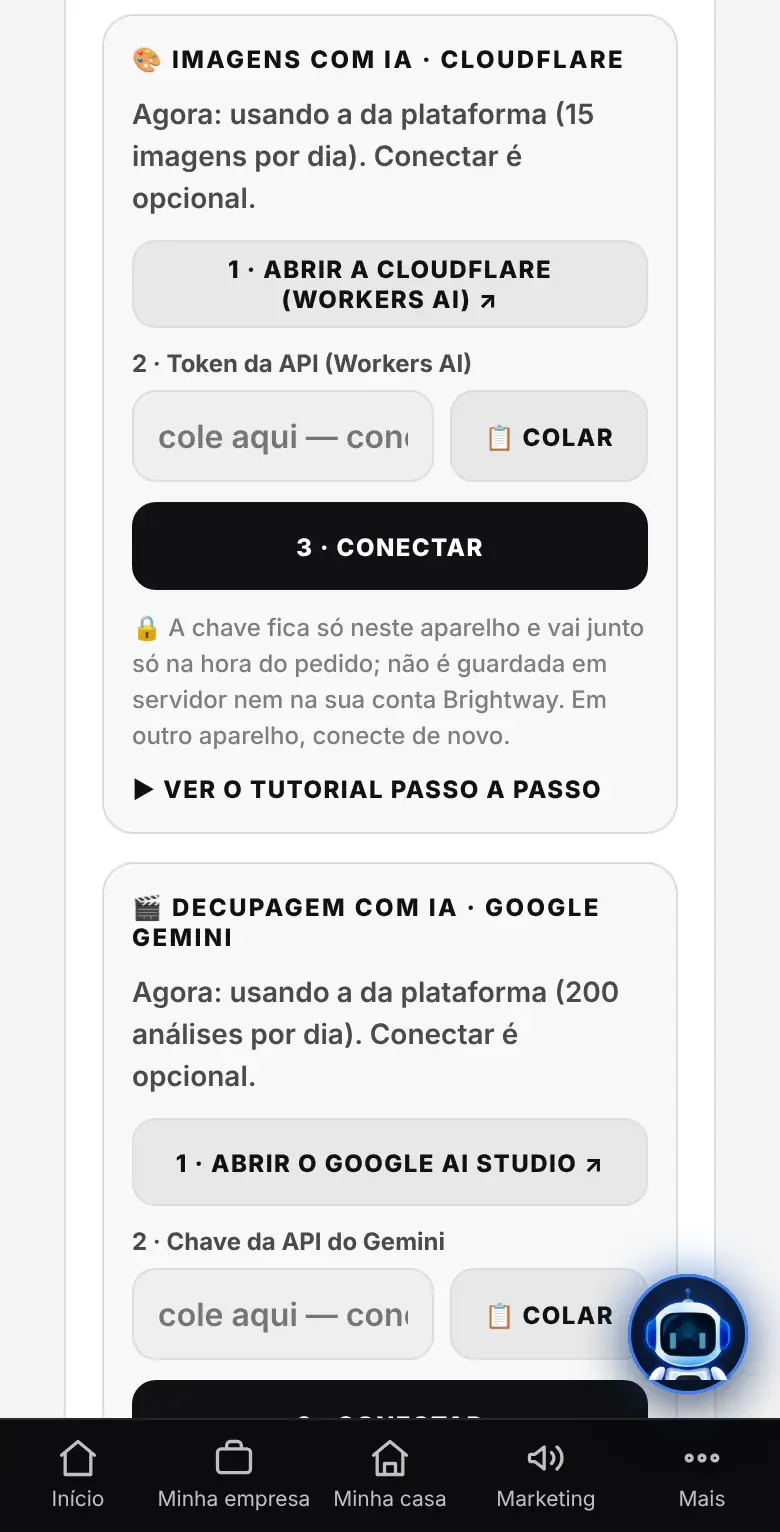 🎨 IMAGENS COM IA · CLOUDFLARE
Agora: usando a da plataforma (15
imagens por dia). Conectar é
opcional.
1 · ABRIR A CLOUDFLARE
(WORKERS AI) ↗
2 · Token da API (Workers AI)
cole aqui — con
📋 COLAR
3 · CONECTAR
🔒 A chave fica só neste aparelho e vai junto
só na hora do pedido; não é guardada em
servidor nem na sua conta Brightway. Em
outro aparelho, conecte de novo.
▶ VER O TUTORIAL PASSO A PASSO
🎬 DECUPAGEM COM IA · GOOGLE
GEMINI
Agora: usando a da plataforma (200
análises por dia). Conectar é
opcional.
1 · ABRIR O GOOGLE AI STUDIO ↗
2 · Chave da API do Gemini
cole aqui — con
📋 COLAR
3 · CONECTAR
Início
Minha empresa
Minha casa
Marketing
Mais